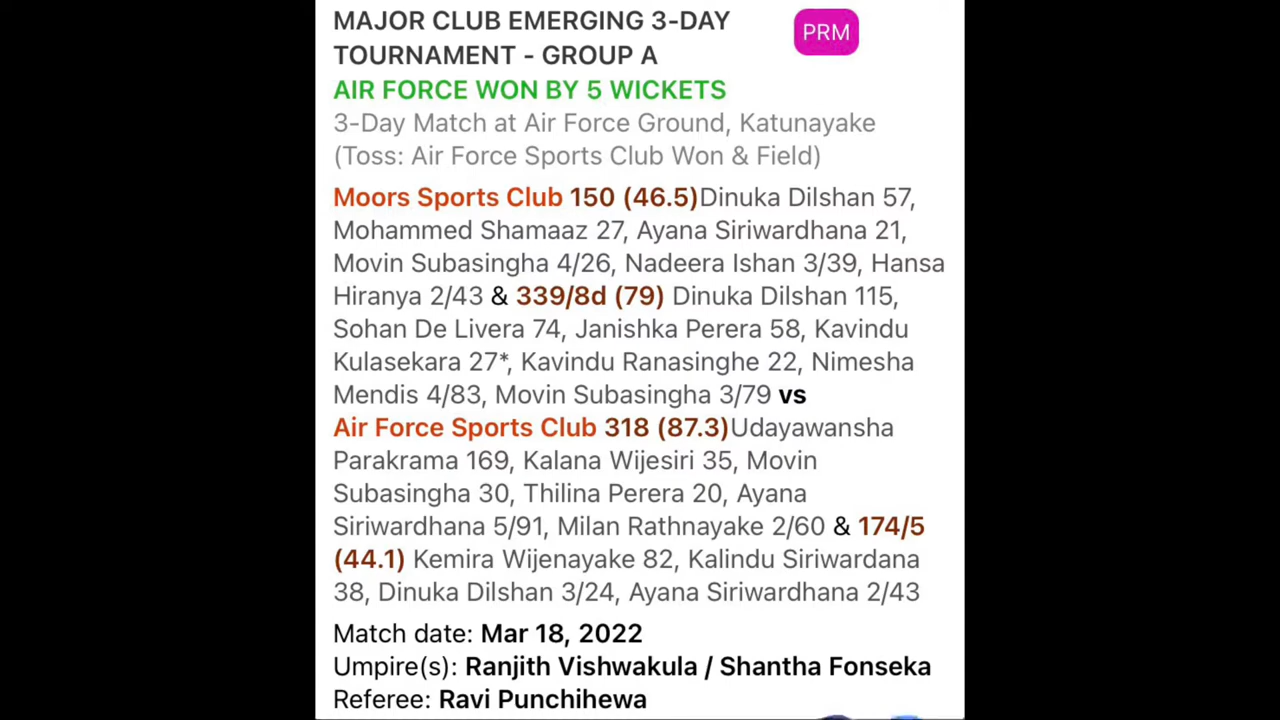 MAJOR CLUB EMERGING 3-DAY
PRM
TOURNAMENT - GROUP A
AIR FORCE WON BY 5 WICKETS
3-Day Match at Air Force Ground, Katunayake
(Toss: Air Force Sports Club Won & Field)
Moors Sports Club 150 (46.5)Dinuka Dilshan 57,
Mohammed Shamaaz 27, Ayana Siriwardhana 21,
Movin Subasingha 4/26, Nadeera Ishan 3/39, Hansa
Hiranya 2/43 & 339/8d (79) Dinuka Dilshan 115,
Sohan De Livera 74, Janishka Perera 58, Kavindu
Kulasekara 27*, Kavindu Ranasinghe 22, Nimesha
Mendis 4/83, Movin Subasingha 3/79 vs
Air Force Sports Club 318 (87.3)Udayawansha
Parakrama 169, Kalana Wijesiri 35, Movin
Subasingha 30, Thilina Perera 20, Ayana
Siriwardhana 5/91, Milan Rathnayake 2/60 & 174/5
(44.1) Kemira Wijenayake 82, Kalindu Siriwardana
38, Dinuka Dilshan 3/24, Ayana Siriwardhana 2/43
Match date: Mar 18, 2022
Umpire(s): Ranjith Vishwakula / Shantha Fonseka
Referee: Ravi Punchihewa